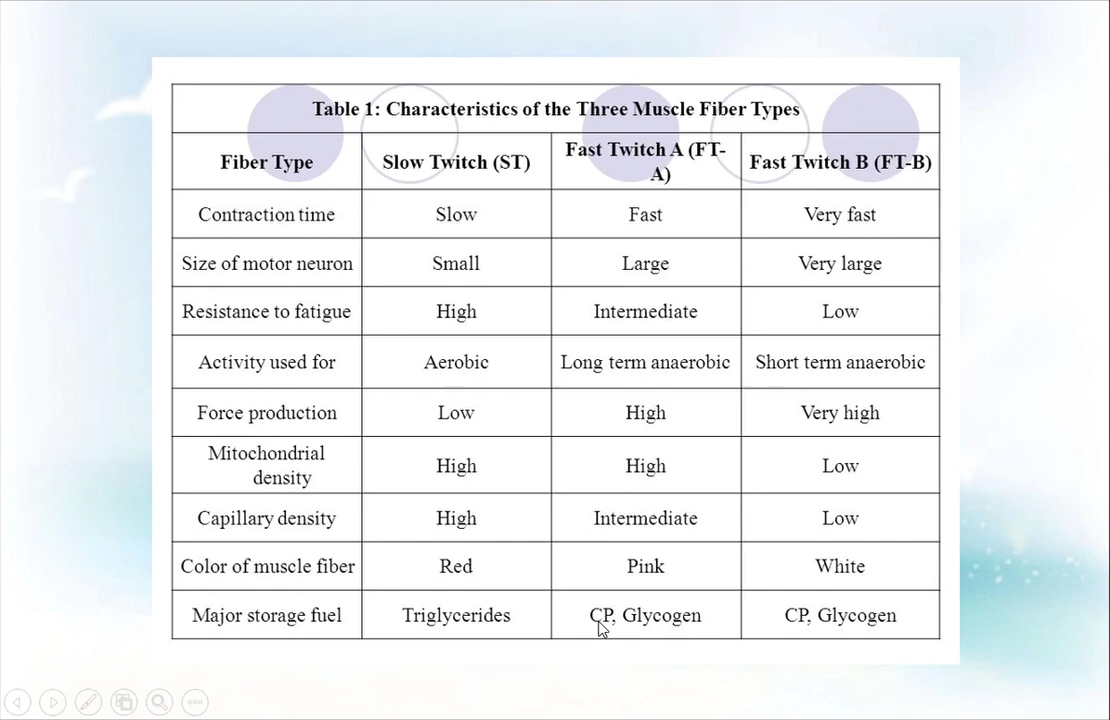 Table 1: Characteristics of the Three Muscle Fiber Types
Fiber Type Slow Twitch (ST) Fast Twitch A (FT-
A) Fast Twitch B (FT-B)
Contraction time Slow Fast Very fast
Size of motor neuron Small Large Very large
Resistance to fatigue High Intermediate Low
Activity used for Aerobic Long term anaerobic Short term anaerobic
Force production Low High Very high
Mitochondrial
density High High Low
Capillary density High Intermediate Low
Color of muscle fiber Red Pink White
Major storage fuel Triglycerides CP, Glycogen CP, Glycogen